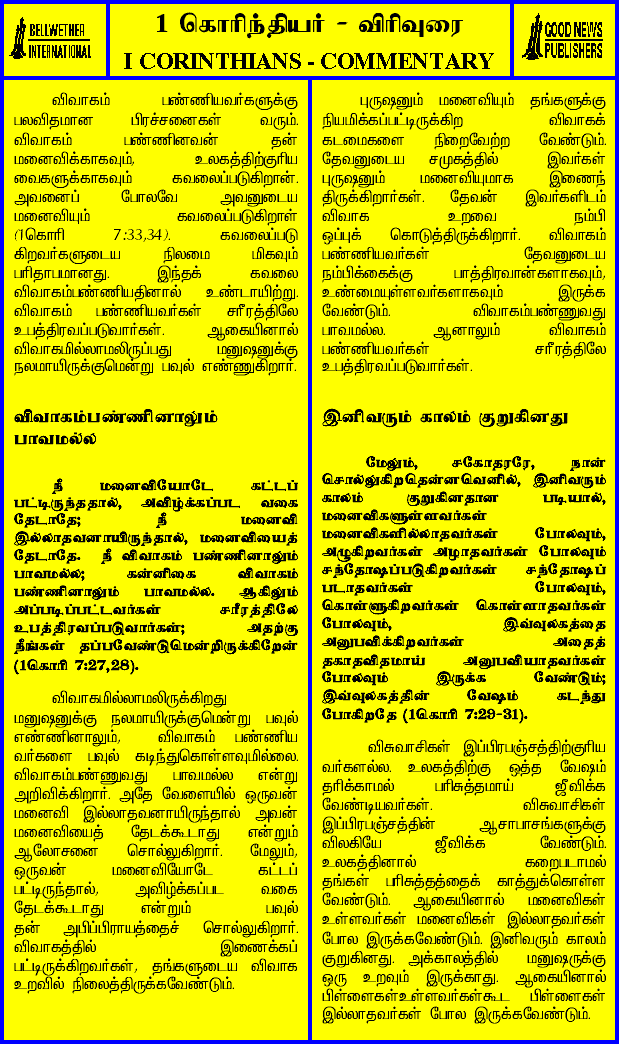 BELLWETHER
INTERNATIONAL
1 கொரிந்தியர் - விரிவுரை
I CORINTHIANS - COMMENTARY
GOOD NEWS
PUBLISHERS
விவாகம் பண்ணியவர்களுக்கு
பலவிதமான பிரச்சனைகள் வரும்.
விவாகம் பண்ணினவன் தன்
மனைவிக்காகவும், உலகத்திற்குரிய
வைகளுக்காகவும் கவலைப்படுகிறான்.
அவனைப் போலவே அவனுடைய
மனைவியும் கவலைப்படுகிறாள்
(1கொரி 7:33,34). கவலைப்படு
கிறவர்களுடைய நிலமை மிகவும்
பரிதாபமானது. இந்தக் கவலை
விவாகம்பண்ணியதினால் உண்டாயிற்று.
விவாகம் பண்ணியவர்கள் சரீரத்திலே
உபத்திரவப்படுவார்கள். ஆகையினால்
விவாகமில்லாமலிருப்பது மனுஷனுக்கு
நலமாயிருக்குமென்று பவுல் எண்ணுகிறார்.
விவாகம்பண்ணினாலும்
பாவமல்ல
நீ மனைவியோடே கட்டப்
பட்டிருந்ததால், அவிழ்க்கப்பட வகை
தேடாதே; நீ மனைவி
இல்லாதவனாயிருந்தால், மனைவியைத்
தேடாதே. நீ விவாகம் பண்ணினாலும்
பாவமல்ல; கன்னிகை விவாகம்
பண்ணினாலும் பாவமல்ல. ஆகிலும்
அப்படிப்பட்டவர்கள் சரீரத்திலே
உபத்திரவப்படுவார்கள்; அதற்கு
நீங்கள் தப்பவேண்டுமென்றிருக்கிறேன்
(1கொரி 7:27,28).
விவாகமில்லாமலிருக்கிறது
மனுஷனுக்கு நலமாயிருக்குமென்று பவுல்
எண்ணினாலும், விவாகம் பண்ணிய
வர்களை பவுல் கடிந்துகொள்ளவுமில்லை.
விவாகம்பண்ணுவது பாவமல்ல என்று
அறிவிக்கிறார். அதே வேளையில் ஒருவன்
மனைவி இல்லாதவனாயிருந்தால் அவன்
மனைவியைத் தேடக்கூடாது என்றும்
ஆலோசனை சொல்லுகிறார். மேலும்,
ஒருவன் மனைவியோடே கட்டப்
பட்டிருந்தால், அவிழ்க்கப்பட வகை
தேடக்கூடாது என்றும் பவுல்
தன் அபிப்பிராயத்தைச் சொல்லுகிறார்.
விவாகத்தில் இணைக்கப்
பட்டிருக்கிறவர்கள், தங்களுடைய விவாக
உறவில் நிலைத்திருக்கவேண்டும்.
புருஷனும் மனைவியும் தங்களுக்கு
நியமிக்கப்பட்டிருக்கிற விவாகக்
கடமைகளை நிறைவேற்ற வேண்டும்.
தேவனுடைய சமுகத்தில் இவர்கள்
புருஷனும் மனைவியுமாக இணைந்
திருக்கிறார்கள். தேவன் இவர்களிடம்
விவாக உறவை நம்பி
ஒப்புக் கொடுத்திருக்கிறார். விவாகம்
பண்ணியவர்கள் தேவனுடைய
நம்பிக்கைக்கு பாத்திரவான்களாகவும்,
உண்மையுள்ளவர்களாகவும் இருக்க
வேண்டும். விவாகம்பண்ணுவது
பாவமல்ல. ஆனாலும் விவாகம்
பண்ணியவர்கள் சரீரத்திலே
உபத்திரவப்படுவார்கள்.
இனிவரும் காலம் குறுகினது
மேலும், சகோதரரே, நான்
சொல்லுகிறதென்னவெனில், இனிவரும்
காலம் குறுகினதான படியால்,
மனைவிகளுள்ளவர்கள்
மனைவிகளில்லாதவர்கள் போலவும்,
அழுகிறவர்கள் அழாதவர்கள் போலவும்
சந்தோஷப்படுகிறவர்கள் சந்தோஷப்
படாதவர்கள் போலவும்,
கொள்ளுகிறவர்கள் கொள்ளாதவர்கள்
போலவும், இவ்வுலகத்தை
அனுபவிக்கிறவர்கள் அதைத்
தகாதவிதமாய் அனுபவியாதவர்கள்
போலவும் இருக்க வேண்டும்;
இவ்வுலகத்தின் வேஷம் கடந்து
போகிறதே (1கொரி 7:29-31).
விசுவாசிகள் இப்பிரபஞ்சத்திற்குரிய
வர்களல்ல. உலகத்திற்கு ஒத்த வேஷம்
தரிக்காமல் பரிசுத்தமாய் ஜீவிக்க
வேண்டியவர்கள். விசுவாசிகள்
இப்பிரபஞ்சத்தின் ஆசாபாசங்களுக்கு
விலகியே ஜீவிக்க வேண்டும்.
உலகத்தினால் கறைபடாமல்
தங்கள் பரிசுத்தத்தைக் காத்துக்கொள்ள
வேண்டும். ஆகையினால் மனைவிகள்
உள்ளவர்கள் மனைவிகள் இல்லாதவர்கள்
போல இருக்கவேண்டும். இனிவரும் காலம்
குறுகினது. அக்காலத்தில் மனுஷருக்கு
ஒரு உறவும் இருக்காது. ஆகையினால்
பிள்ளைகள்உள்ளவர்கள்கூட பிள்ளைகள்
இல்லாதவர்கள் போல இருக்கவேண்டும்.